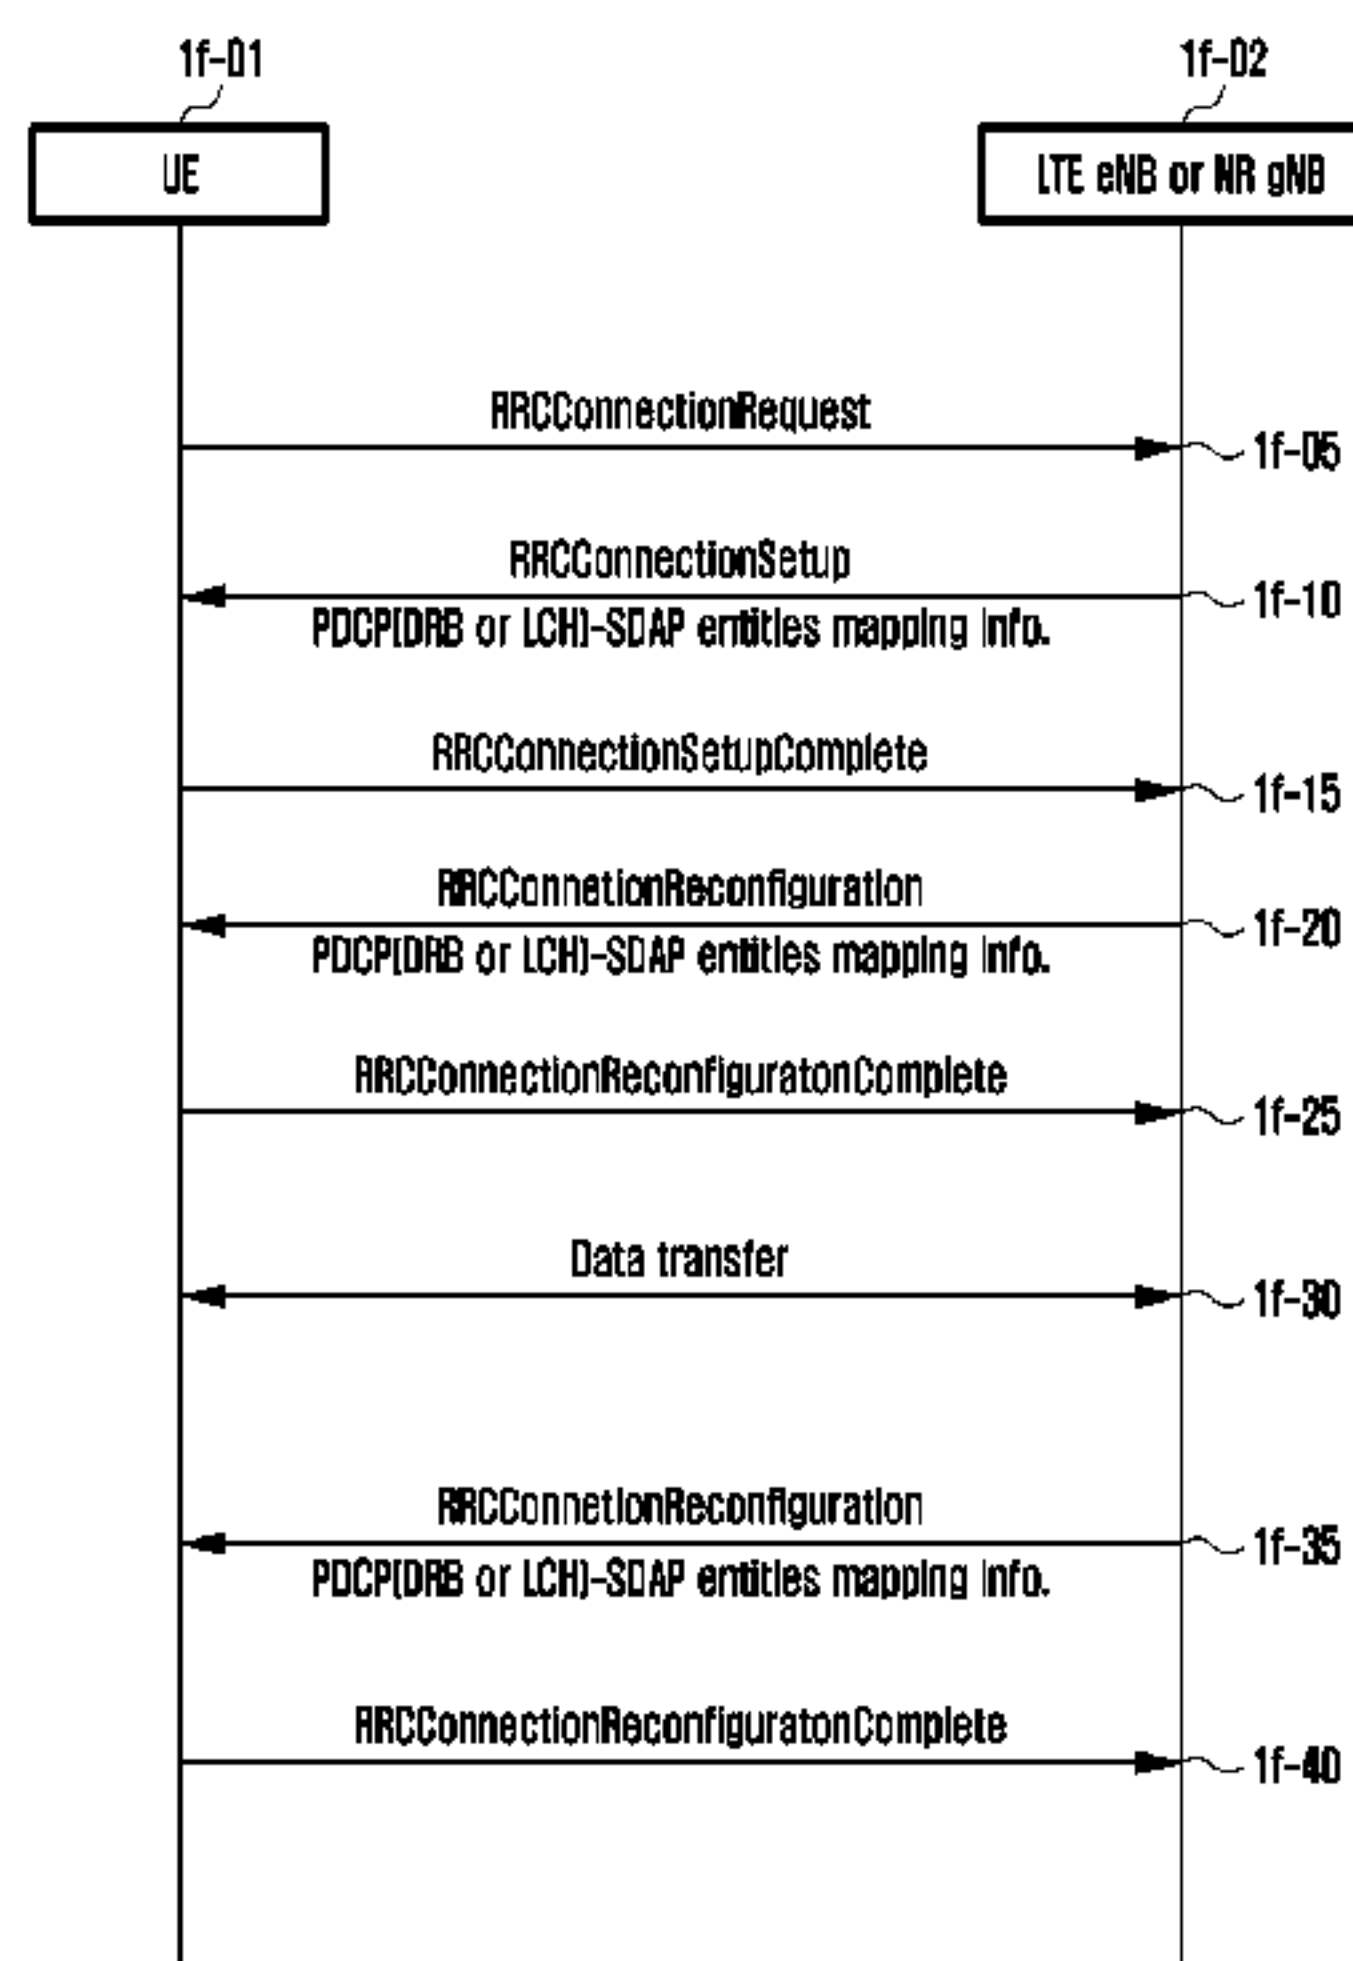 1f-01
1f-02
UE
LTE eNB or NR gNB
RRCConnectionRequest
1f-05
RRCConnectionSetup
1f-10
PDCP(DRB or LCH)-SDAP entities mapping info.
RRCConnectionSetupComplete
1f-15
RRCConnetionReconfiguration
1f-20
PDCP(DRB or LCH)-SDAP entities mapping info.
RRCConnectionReconfiguratonComplete
1f-25
Data transfer
1f-30
RRCConnetionReconfiguration
1f-35
PDCP(DRB or LCH)-SDAP entities mapping info.
RRCConnectionReconfiguratonComplete
1f-40